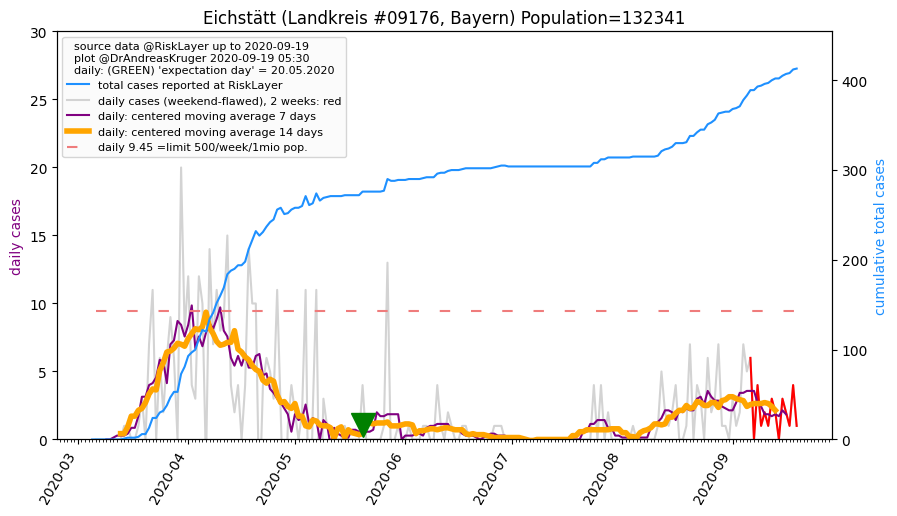 Eichstätt (Landkreis #09176, Bayern) Population=132341
source data @RiskLayer up to 2020-09-19
plot @DrAndreasKruger 2020-09-19 05:30
daily: (GREEN) 'expectation day' = 20.05.2020
total cases reported at RiskLayer
daily cases (weekend-flawed), 2 weeks: red
daily: centered moving average 7 days
daily: centered moving average 14 days
daily 9.45 =limit 500/week/1mio pop.
daily cases
30
25
20
15
10
5
0
cumulative total cases
400
300
200
100
0
2020-03
2020-04
2020-05
2020-06
2020-07
2020-08
2020-09